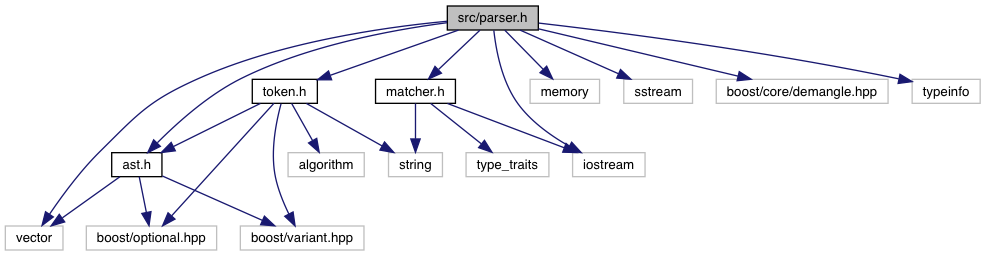 src/parser.h
token.h
matcher.h
memory
sstream
boost/core/demangle.hpp
typeinfo
ast.h
algorithm
string
type_traits
iostream
vector
boost/optional.hpp
boost/variant.hpp